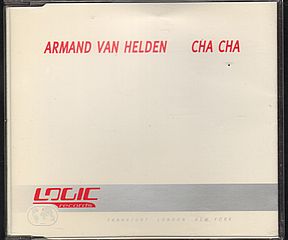 ARMAND VAN HELDEN CHA CHA
LOGIC
records
FRANKFURT LONDON NEW YORK